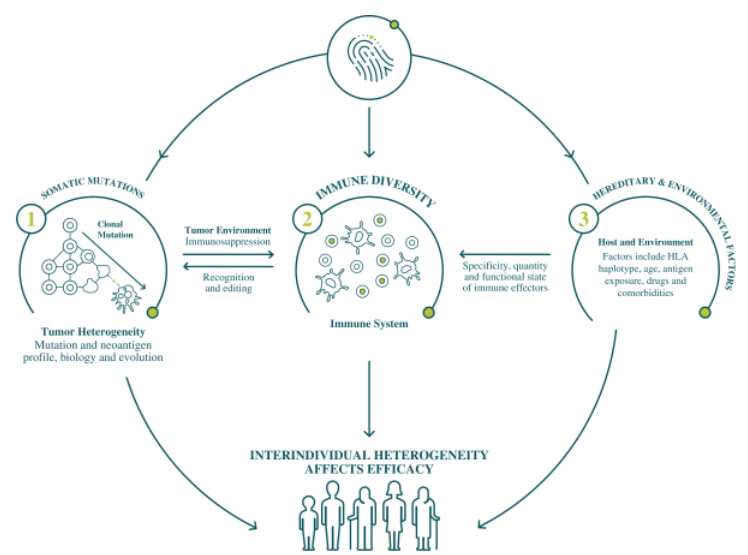 SOMATIC MUTATIONS
1
Clonal
Mutation
Tumor Heterogeneity
Mutation and neoantigen
profile, biology and evolution
Tumor Environment
Immunosuppression
Recognition
and editing
IMMUNE DIVERSITY
2
Immune System
Specificity, quantity
and functional state
of immune effectors
HEREDITARY & ENVIRONMENTAL FACTORS
3
Host and Environment
Factors include HLA
haplotype, age, antigen
exposure, drugs and
comorbidities
INTERINDIVIDUAL HETEROGENEITY
AFFECTS EFFICACY